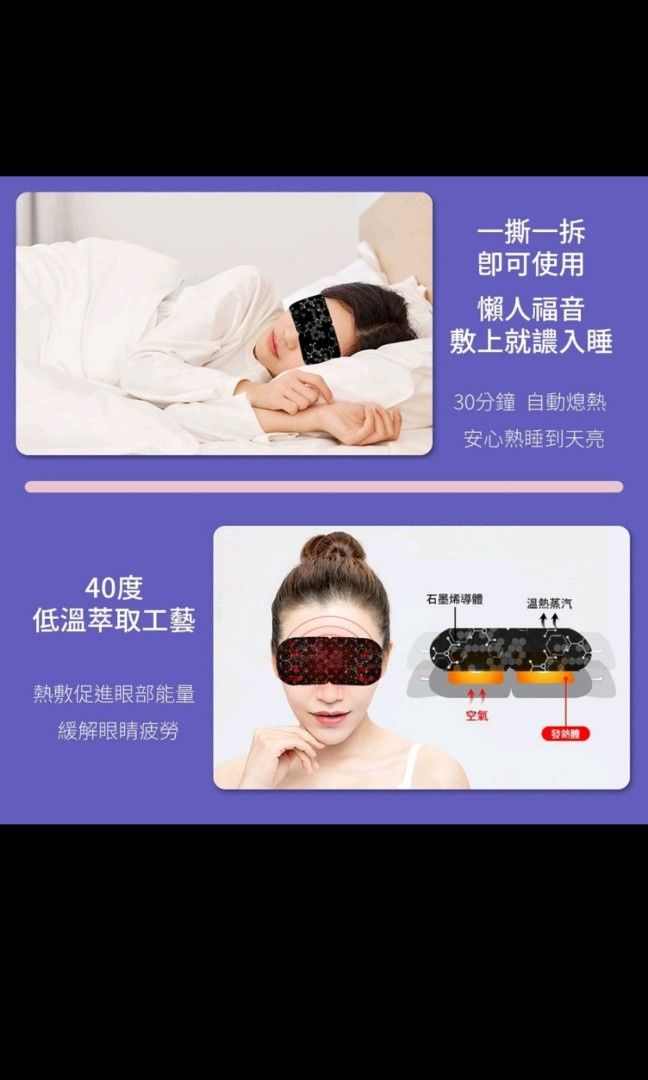 一撕一拆
即可使用
懶人福音
敷上就讓入睡
30分鐘 自動熄熱
安心熟睡到天亮
40度
低溫萃取工藝
熱敷促進眼部能量
緩解眼睛疲勞
石墨烯導體
溫熱蒸汽
空氣
發熱體